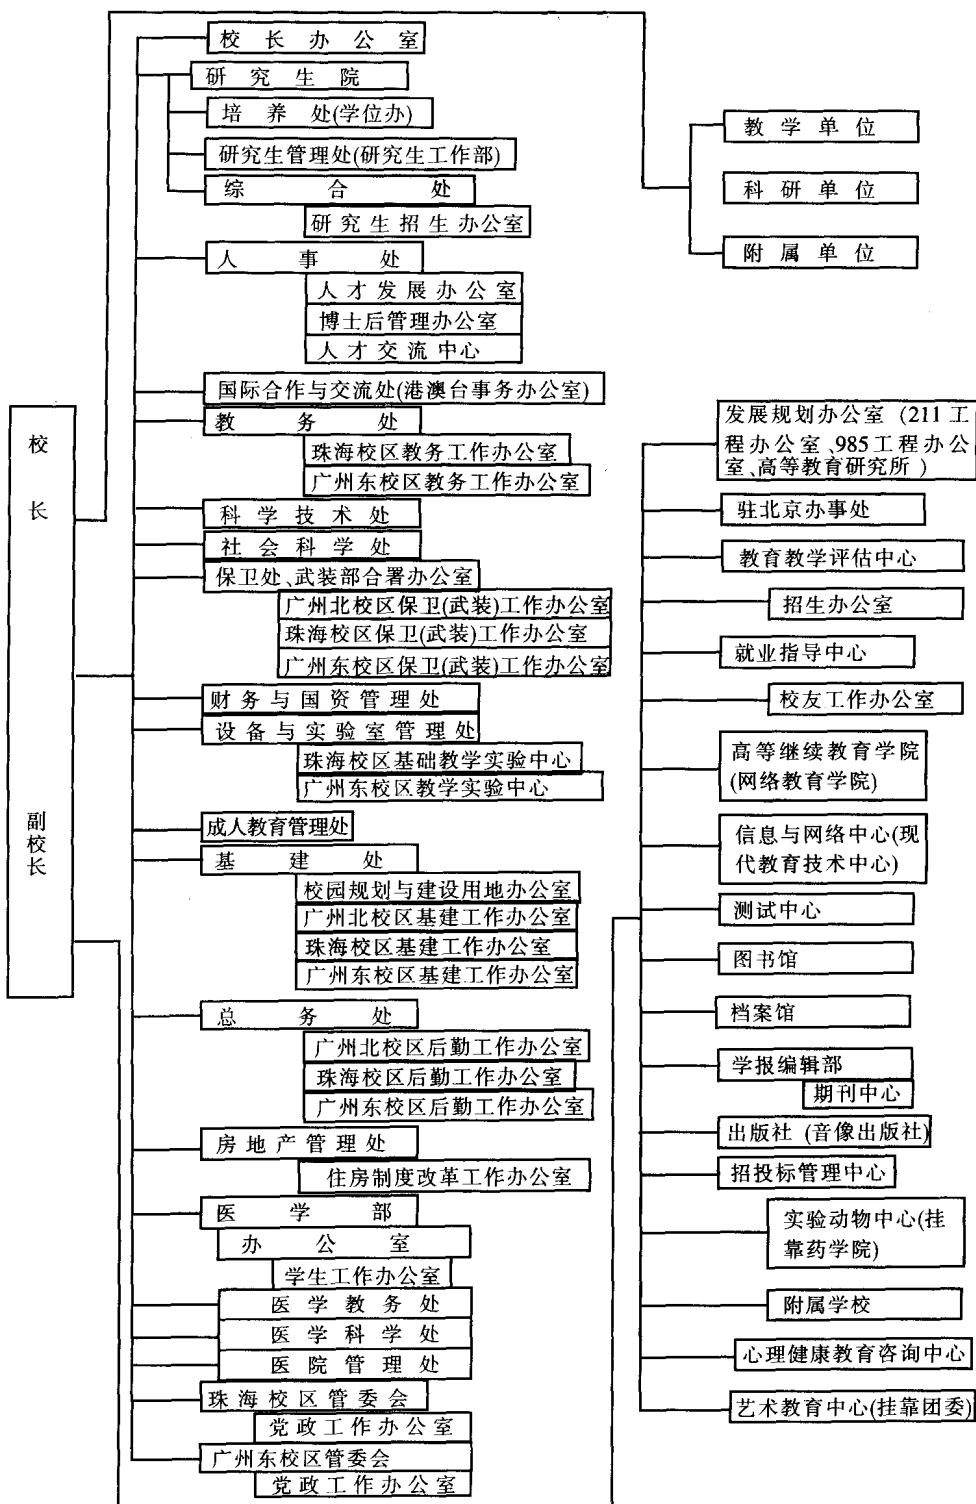 校长
副校长
校长办公室
研究生院
培养处(学位办)
研究生管理处(研究生工作部)
综合处
研究生招生办公室
人事处
人才发展办公室
博士后管理办公室
人才交流中心
国际合作与交流处(港澳台事务办公室)
教务处
珠海校区教务工作办公室
广州东校区教务工作办公室
科学技术处
社会科学处
保卫处、武装部合署办公室
广州北校区保卫(武装)工作办公室
珠海校区保卫(武装)工作办公室
广州东校区保卫(武装)工作办公室
财务与国资管理处
设备与实验室管理处
珠海校区基础教学实验中心
广州东校区教学实验中心
成人教育管理处
基建处
校园规划与建设用地办公室
广州北校区基建工作办公室
珠海校区基建工作办公室
广州东校区基建工作办公室
总务处
广州北校区后勤工作办公室
珠海校区后勤工作办公室
广州东校区后勤工作办公室
房地产管理处
住房制度改革工作办公室
医学部
办公室
学生工作办公室
医学教务处
医学科学处
医院管理处
珠海校区管委会
党政工作办公室
广州东校区管委会
党政工作办公室
教学单位
科研单位
附属单位
发展规划办公室 (211工
程办公室、985工程办公
室、高等教育研究所)
驻北京办事处
教育教学评估中心
招生办公室
就业指导中心
校友工作办公室
高等继续教育学院
(网络教育学院)
信息与网络中心(现
代教育技术中心)
测试中心
图书馆
档案馆
学报编辑部
期刊中心
出版社 (音像出版社)
招投标管理中心
实验动物中心(挂
靠药学院)
附属学校
心理健康教育咨询中心
艺术教育中心(挂靠团委)